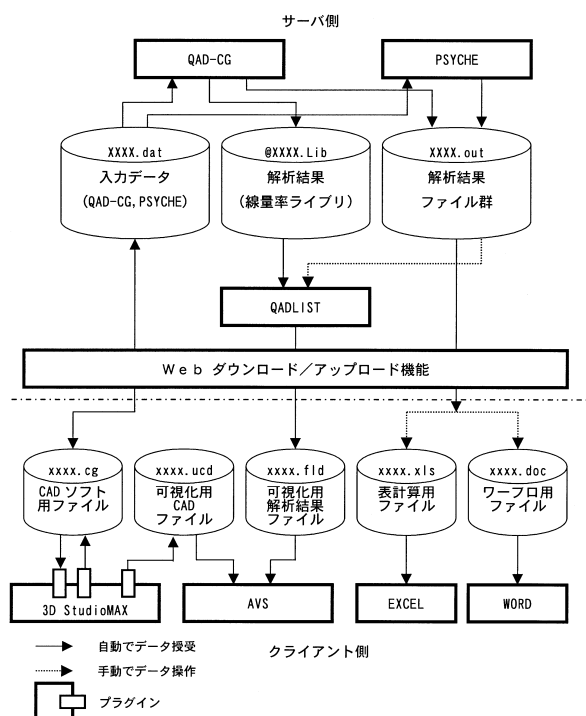 サーバ側
QAD-CG
PSYCHE
XXXX.dat
入力データ
(QAD-CG,PSYCHE)
@XXXX.Lib
解析結果
(線量率ライブリ)
XXXX.out
解析結果
ファイル群
QADLIST
Web ダウンロード/アップロード機能
xxxx.cg
CADソフト
用ファイル
xxxx.ucd
可視化用
CAD
ファイル
xxxx.fld
可視化用
解析結果
ファイル
xxxx.xls
表計算用
ファイル
xxxx.doc
ワープロ用
ファイル
3D StudioMAX
AVS
EXCEL
WORD
自動でデータ授受
クライアント側
手動でデータ操作
プラグイン